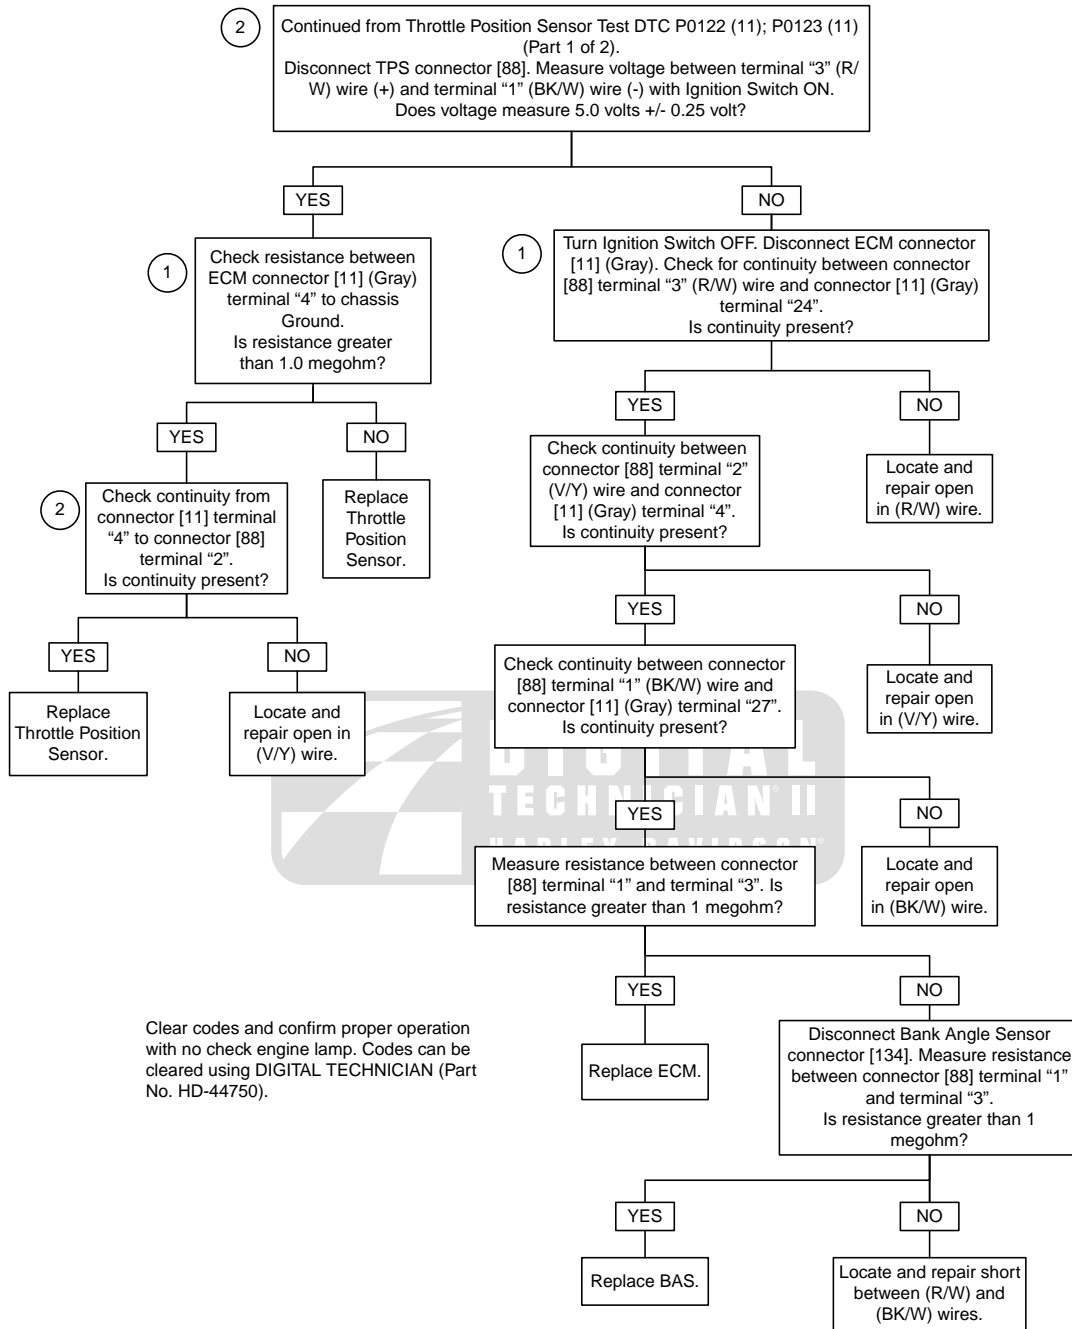 2
Continued from Throttle Position Sensor Test DTC P0122 (11); P0123 (11)
(Part 1 of 2).
Disconnect TPS connector [88]. Measure voltage between terminal “3” (R/
W) wire (+) and terminal “1” (BK/W) wire (-) with Ignition Switch ON.
Does voltage measure 5.0 volts +/- 0.25 volt?
YES
NO
1
Check resistance between
ECM connector [11] (Gray)
terminal “4” to chassis
Ground.
Is resistance greater
than 1.0 megohm?
1
Turn Ignition Switch OFF. Disconnect ECM connector
[11] (Gray). Check for continuity between connector
[88] terminal “3” (R/W) wire and connector [11] (Gray)
terminal “24”.
Is continuity present?
YES
NO
YES
NO
2
Check continuity from
connector [11] terminal
“4” to connector [88]
terminal “2”.
Is continuity present?
Replace
Throttle
Position
Sensor.
Check continuity between
connector [88] terminal “2”
(V/Y) wire and connector
[11] (Gray) terminal “4”.
Is continuity present?
Locate and
repair open
in (R/W) wire.
YES
NO
YES
NO
Replace
Throttle Position
Sensor.
Locate and
repair open in
(V/Y) wire.
Check continuity between connector
[88] terminal “1” (BK/W) wire and
connector [11] (Gray) terminal “27”.
Is continuity present?
Locate and
repair open
in (V/Y) wire.
DIGITAL
TECHNICIAN II
HARLEY-DAVIDSON
YES
NO
Measure resistance between connector
[88] terminal “1” and terminal “3”. Is
resistance greater than 1 megohm?
Locate and
repair open
in (BK/W) wire.
YES
NO
Clear codes and confirm proper operation
with no check engine lamp. Codes can be
cleared using DIGITAL TECHNICIAN (Part
No. HD-44750).
Replace ECM.
Disconnect Bank Angle Sensor
connector [134]. Measure resistance
between connector [88] terminal “1”
and terminal “3”.
Is resistance greater than 1
megohm?
YES
NO
Replace BAS.
Locate and repair short
between (R/W) and
(BK/W) wires.